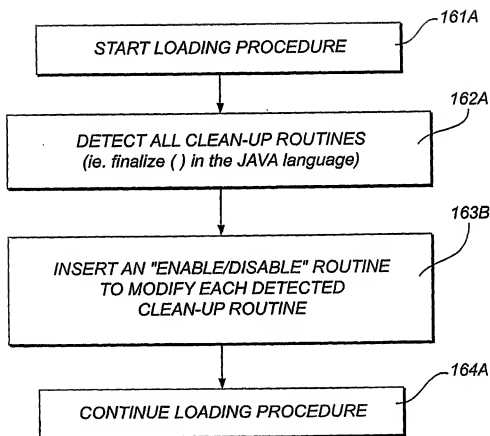 161A
START LOADING PROCEDURE
162A
DETECT ALL CLEAN-UP ROUTINES
(ie. finalize ( ) in the JAVA language)
163B
INSERT AN "ENABLE/DISABLE" ROUTINE
TO MODIFY EACH DETECTED
CLEAN-UP ROUTINE
164A
CONTINUE LOADING PROCEDURE